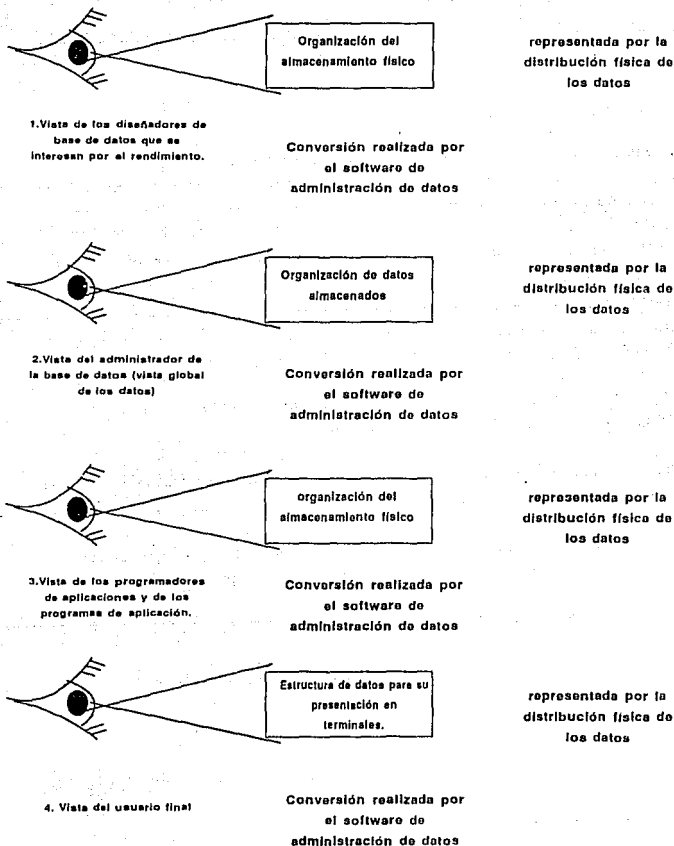 Organización del
almacenamiento físico
representada por la
distribución física de
los datos
1.Vista de los diseñadores de
base de datos que se
interesan por el rendimiento.
Conversión realizada por
el software de
administración de datos
Organización de datos
almacenados
representada por la
distribución física de
los datos
2.Vista del administrador de
la base de datos (vista global
de los datos)
Conversión realizada por
el software de
administración de datos
organización del
almacenamiento físico
representada por la
distribución física de
los datos
3.Vista de los programadores
de aplicaciones y de los
programas de aplicación.
Conversión realizada por
el software de
administración de datos
Estructura de datos para su
presentación en
terminales.
representada por la
distribución física de
los datos
4. Vista del usuario final
Conversión realizada por
el software de
administración de datos